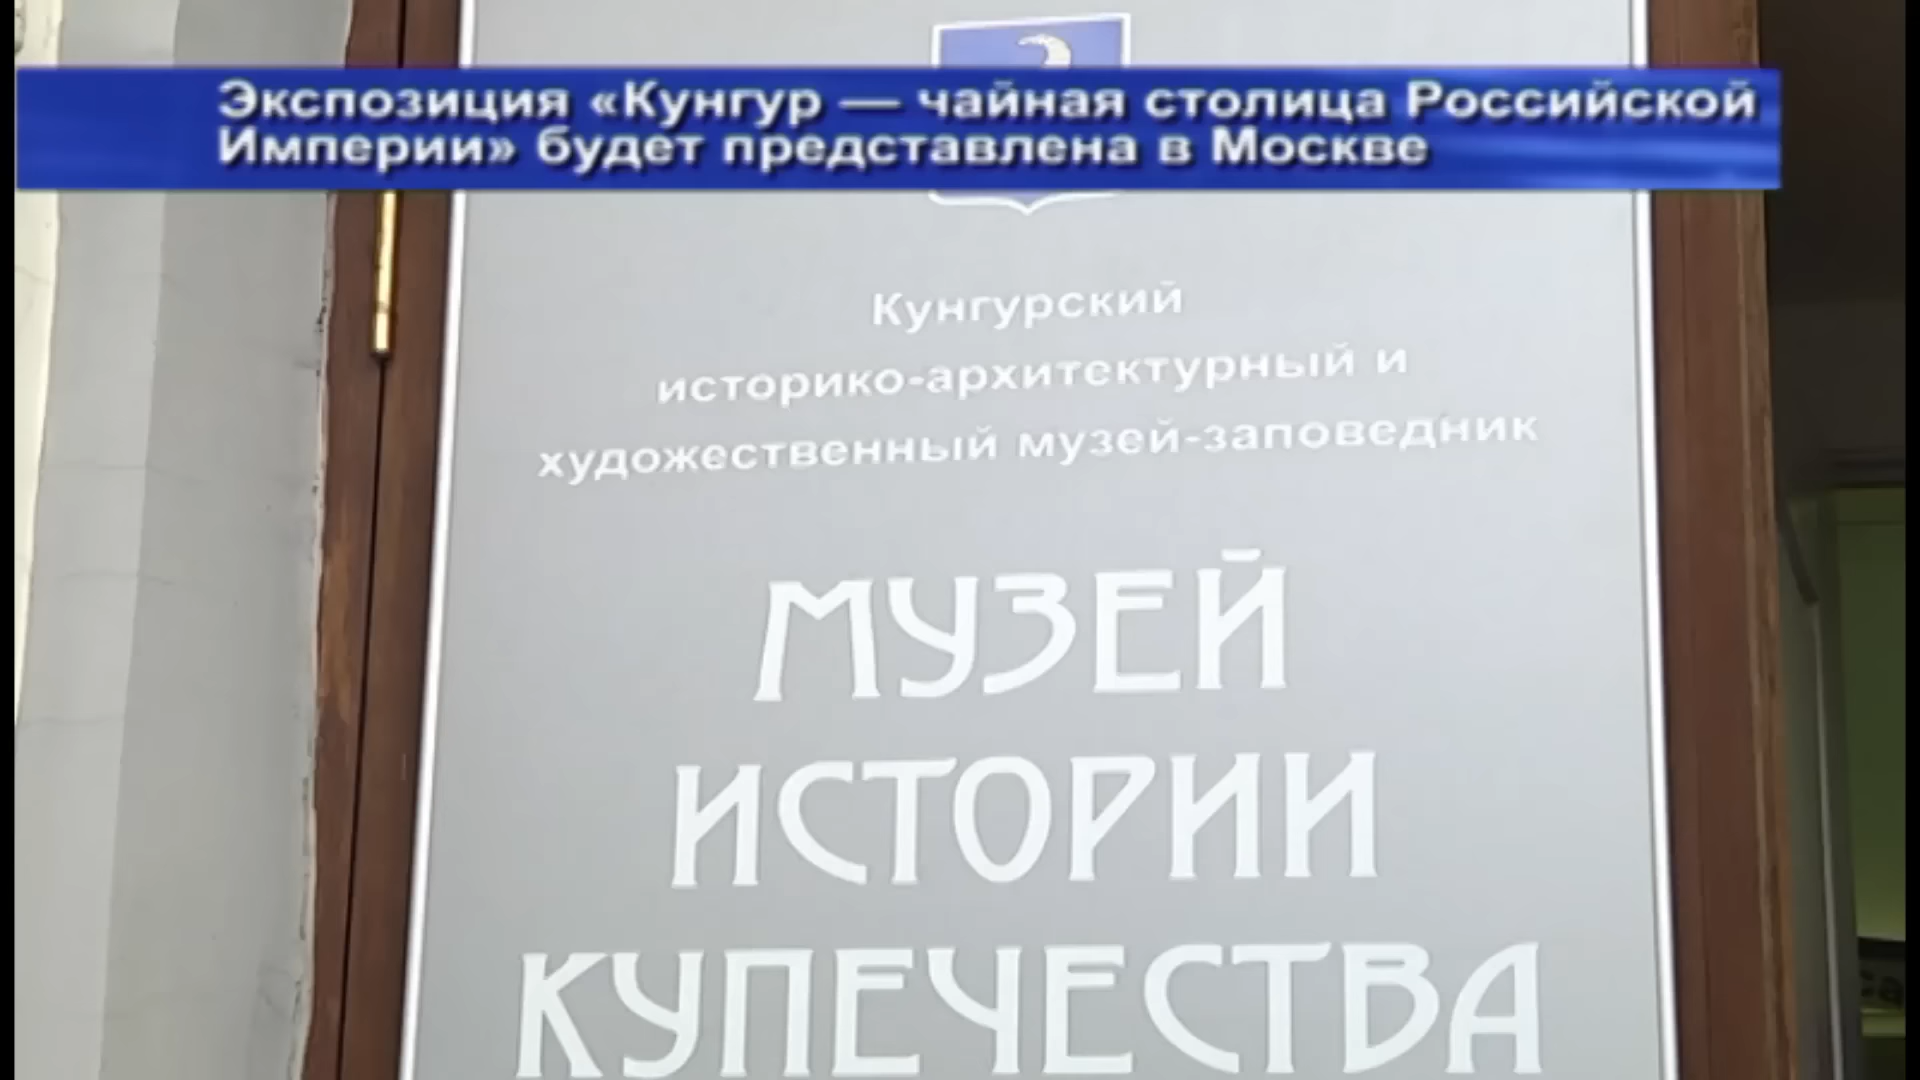 Экспозиция «Кунгур — чайная столица Российской
Империи» будет представлена в Москве
Кунгурский
историко-архитектурный и
художественный музей-заповедник
МУЗЕЙ
ИСТОРИИ
КУПЕЧЕСТВА